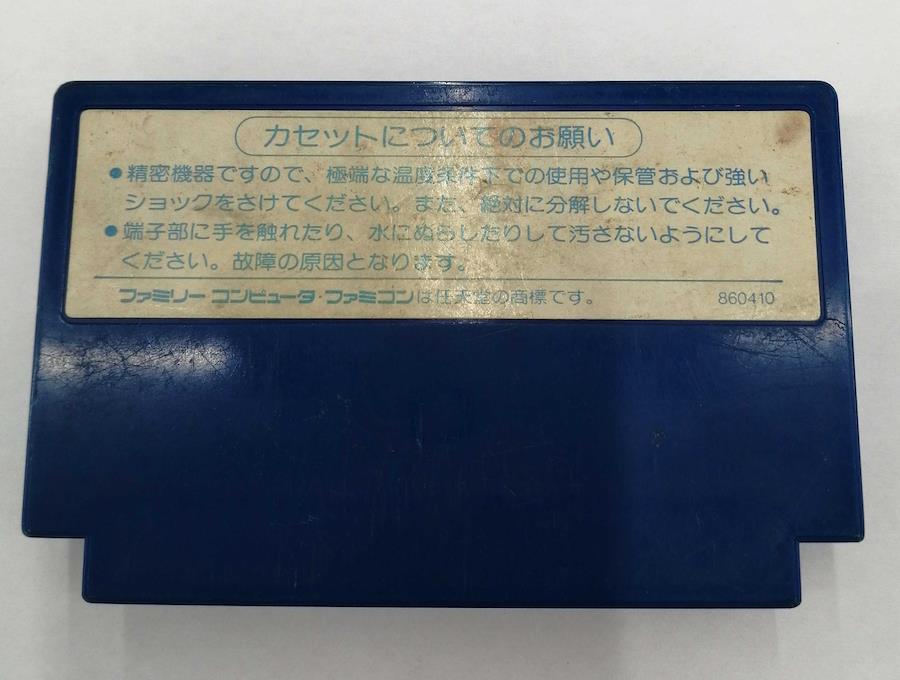 カセットについてのお願い
●精密機器ですので、極端な温度条件下での使用や保管および強い
ショックをさけてください。また、絶対に分解しないでください。
●端子部に手を触れたり、水にぬらしたりして汚さないようにして
ください。故障の原因となります。
ファミリーコンピュータ・ファミコンは任天堂の商標です。 860410